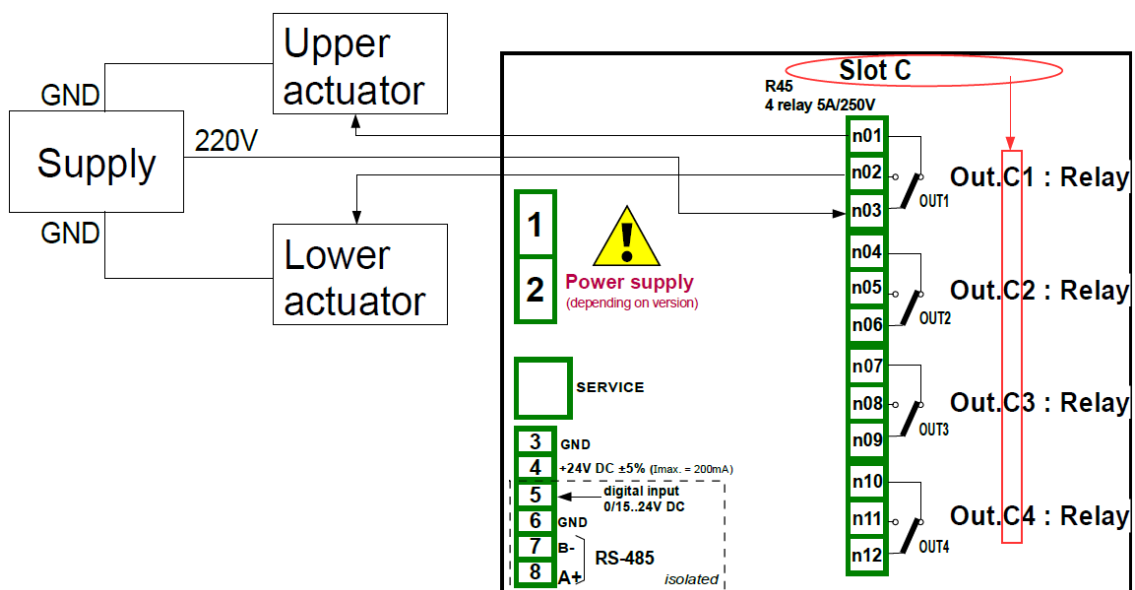 Upper
actuator
GND
Supply
220V
GND
Lower
actuator
Slot C
R45
4 relay 5A/250V
n01
n02
n03
OUT1
Out.C1 : Relay
n04
n05
n06
OUT2
Out.C2 : Relay
n07
n08
n09
OUT3
Out.C3 : Relay
n10
n11
n12
OUT4
Out.C4 : Relay
1
2
!
Power supply
(depending on version)
SERVICE
3 GND
4 +24V DC ±5% (Imax. = 200mA)
5 digital input
0/15..24V DC
6 GND
7 B-
RS-485
8 A+
isolated